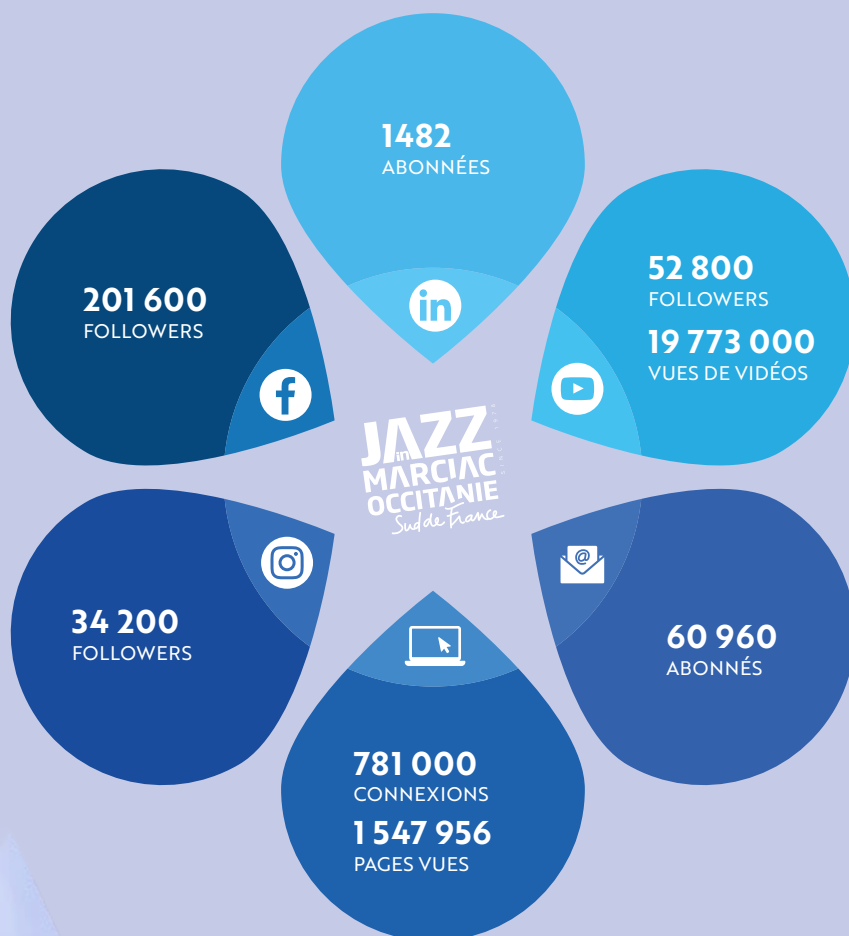 1482
ABONNÉES
201 600
FOLLOWERS
52 800
FOLLOWERS
19 773 000
VUES DE VIDÉOS
in
f
JAZZ
in
MARCIAC
OCCITANIE
Sud de France
@
34 200
FOLLOWERS
60 960
ABONNÉS
781 000
CONNEXIONS
1 547 956
PAGES VUES